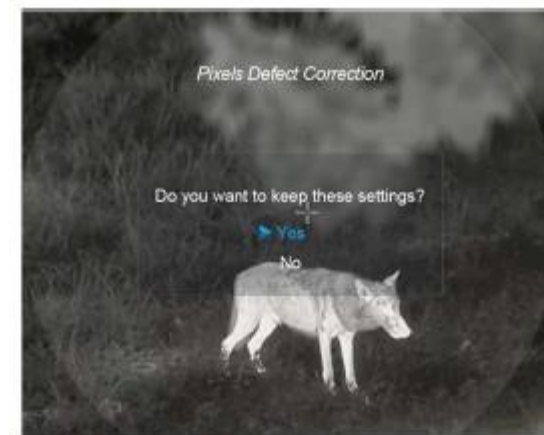 Pixels Defect Correction
Do you want to keep these settings?
Yes
No